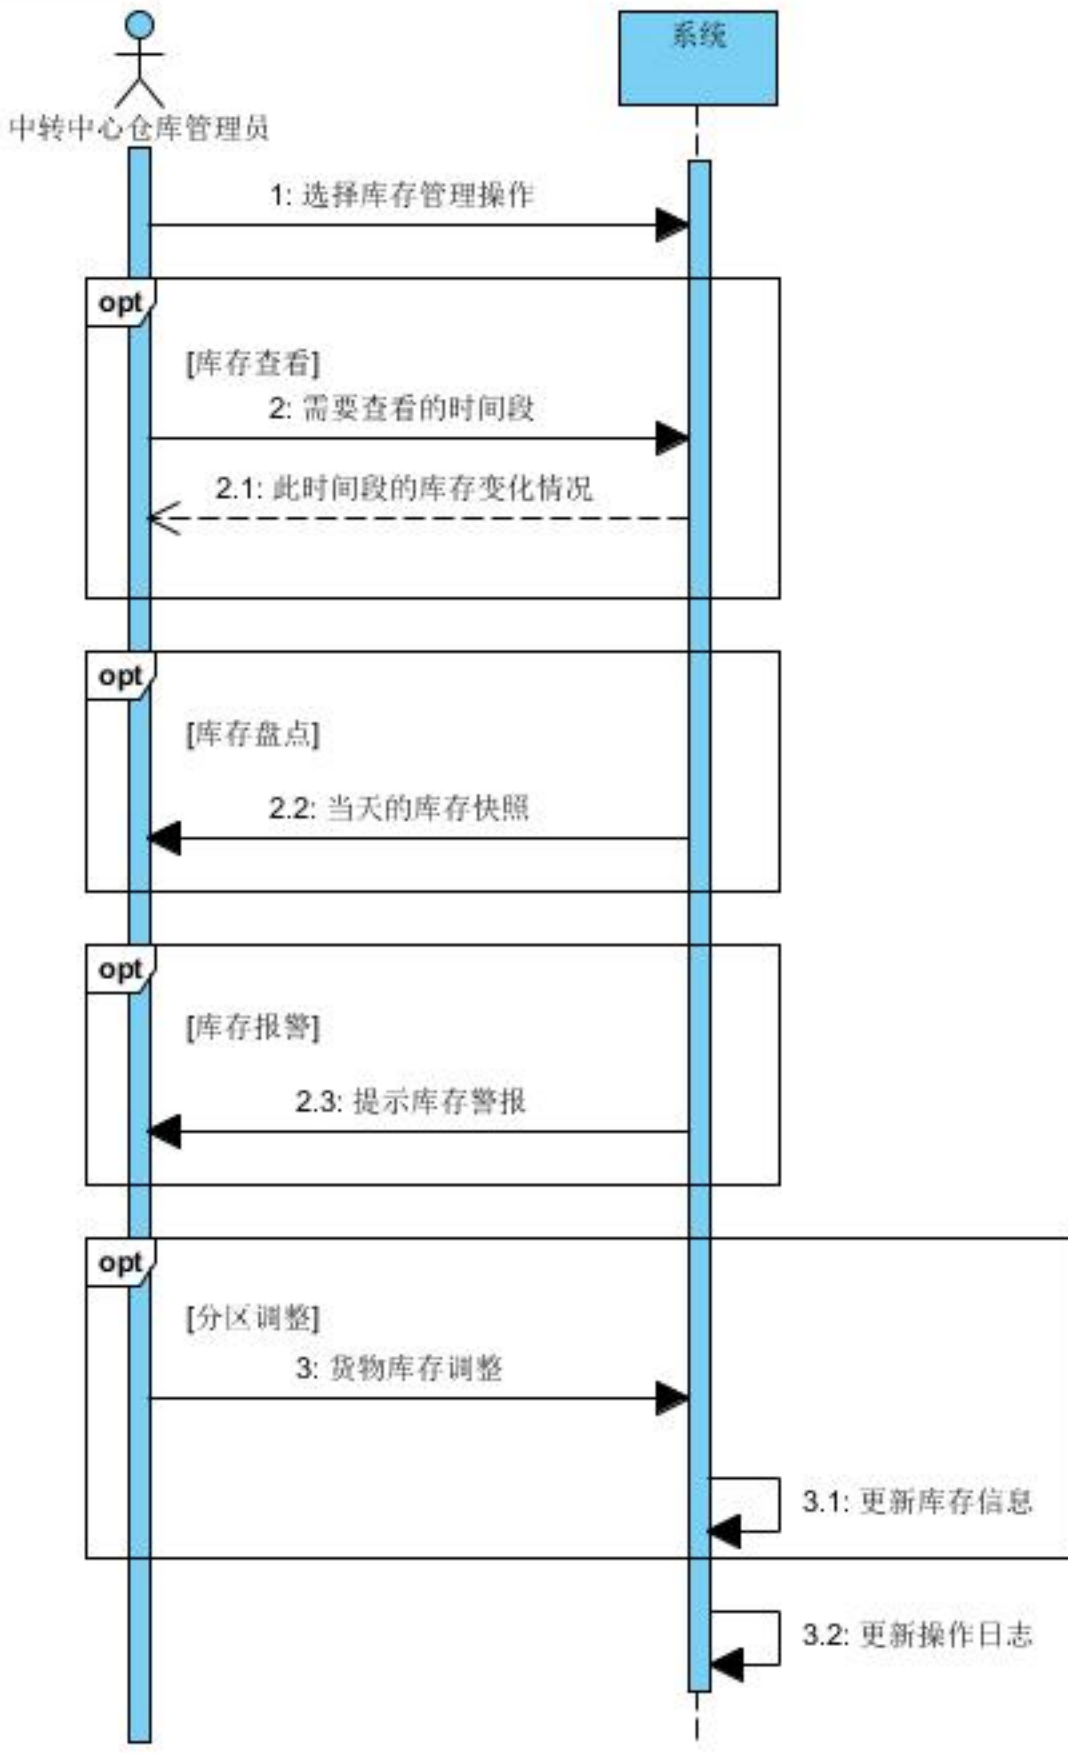 系统
中转中心仓库管理员
1: 选择库存管理操作
opt
[库存查看]
2: 需要查看的时间段
2.1: 此时间段的库存变化情况
opt
[库存盘点]
2.2: 当天的库存快照
opt
[库存报警]
2.3: 提示库存警报
opt
[分区调整]
3: 货物库存调整
3.1: 更新库存信息
3.2: 更新操作日志